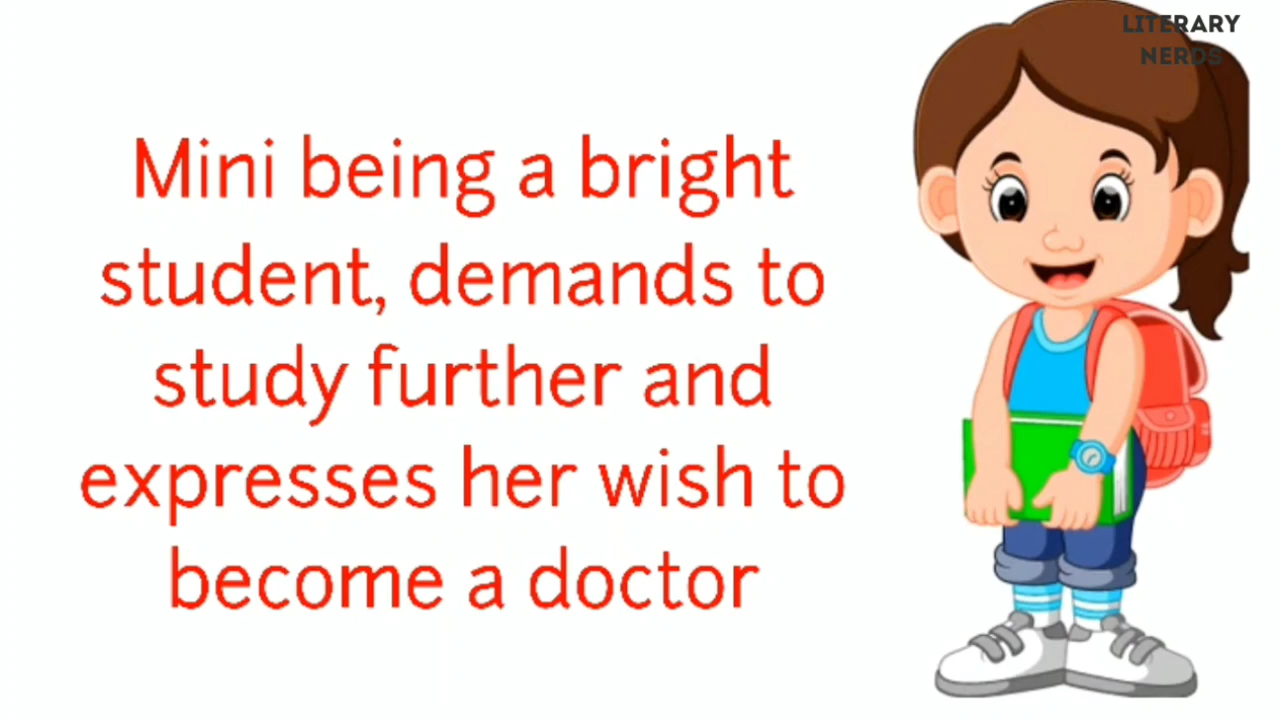 LITERARY
NERDS
Mini being a bright
student, demands to
study further and
expresses her wish to
become a doctor